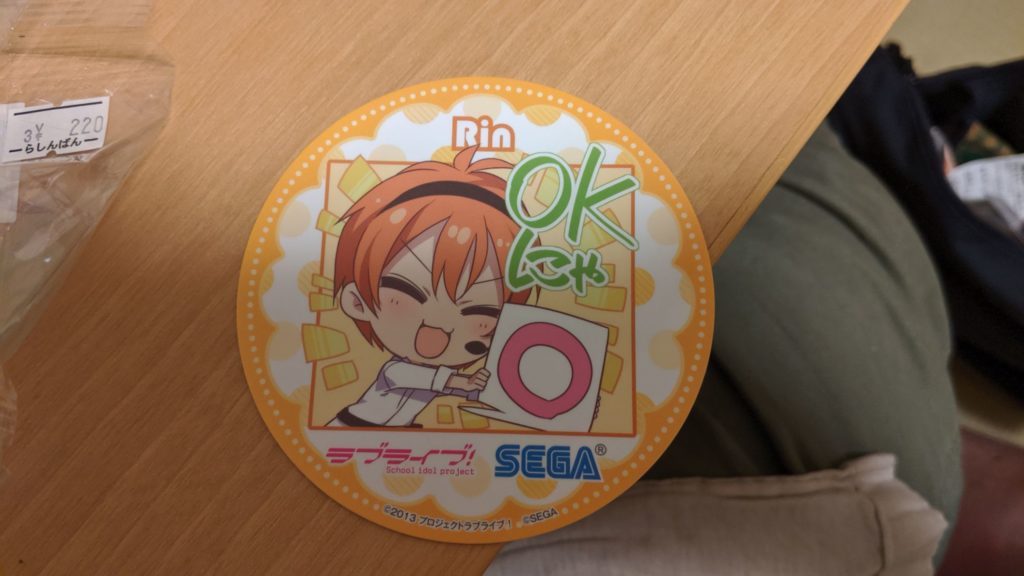 3¥ 220
らしんばん
Rin
OK
にゃ
ラブライブ!
School idol project
SEGA®
©2013 プロジェクトラブライブ! ©SEGA